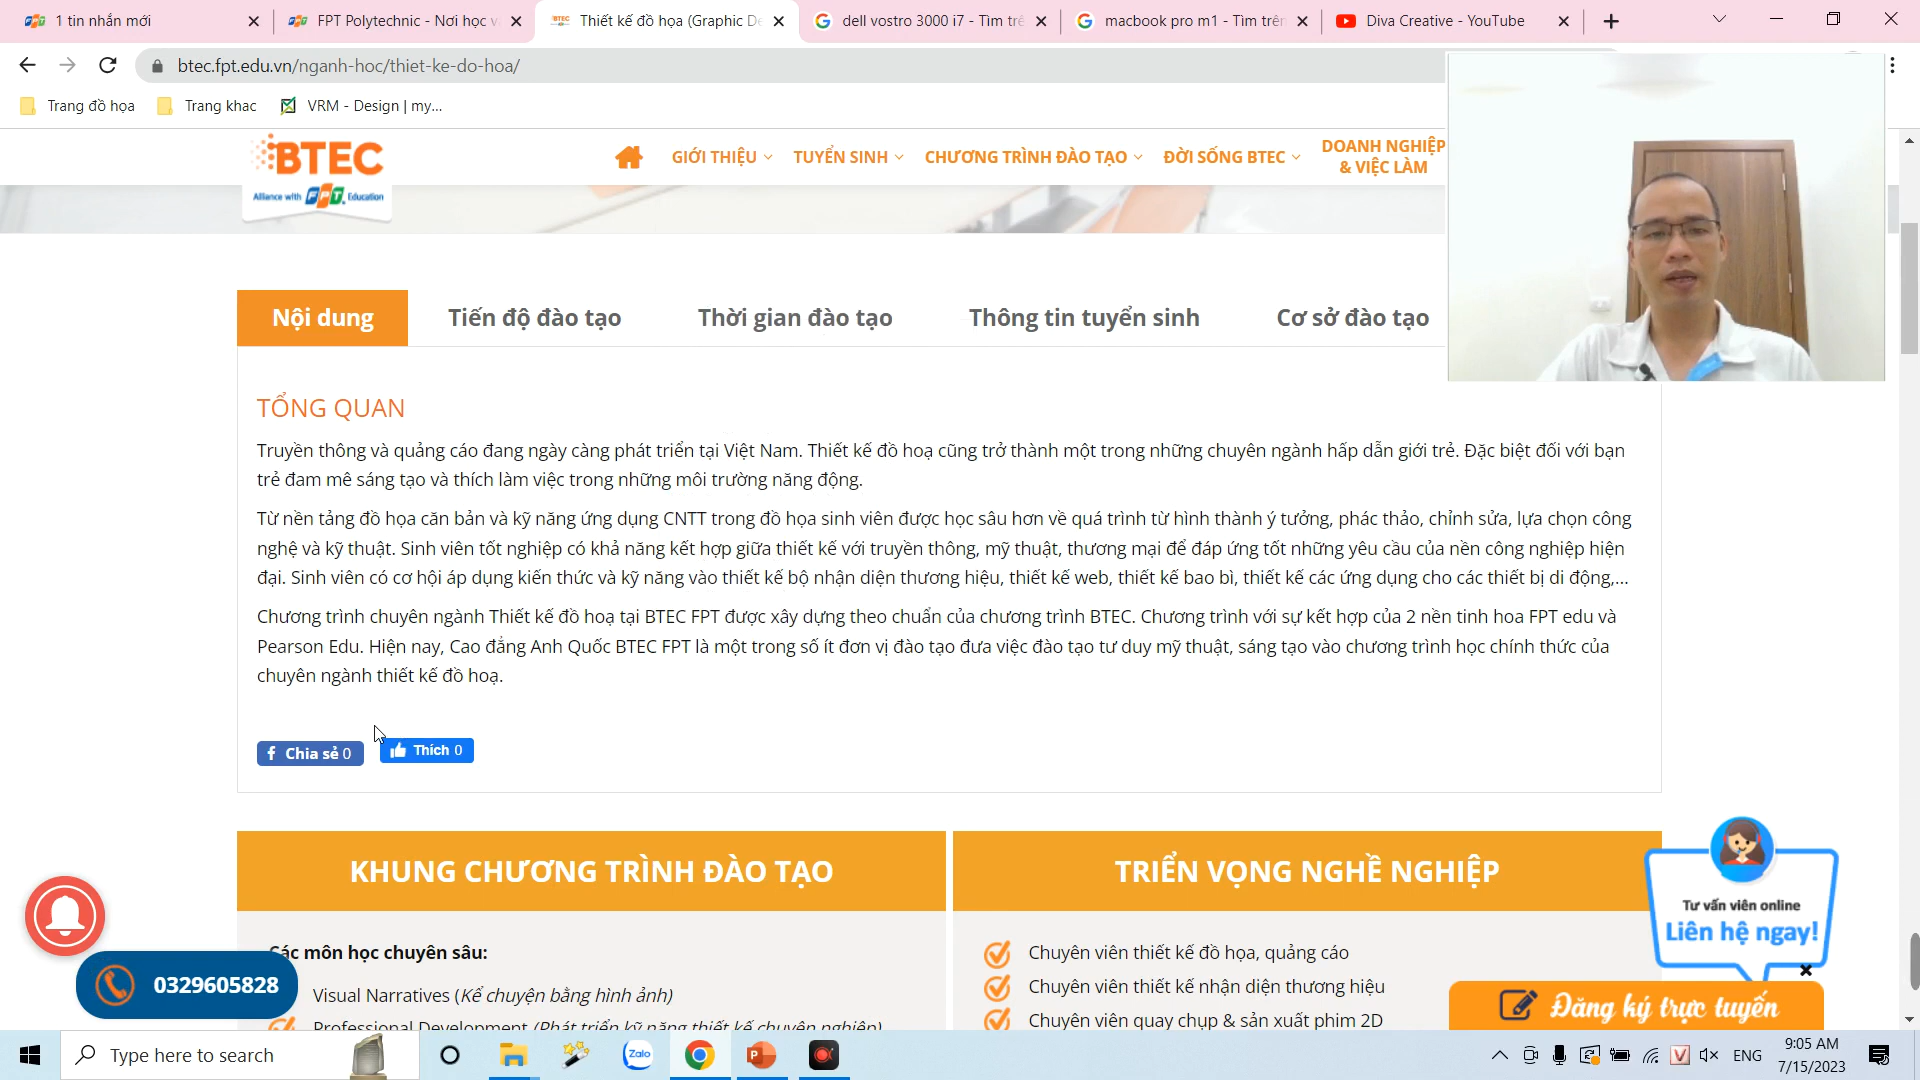 1 tin nhắn mới
FPT Polytechnic - Nơi học v
Thiết kế đồ họa (Graphic De
dell vostro 3000 i7 - Tìm trê
macbook pro m1 - Tìm trên
Diva Creative - YouTube
btec.fpt.edu.vn/nganh-hoc/thiet-ke-do-hoa/
Trang đồ họa
Trang khac
VRM - Design | my...
BTEC
Alliance with FPT Education
GIỚI THIỆU
TUYỂN SINH
CHƯƠNG TRÌNH ĐÀO TẠO
ĐỜI SỐNG BTEC
DOANH NGHIỆP
& VIỆC LÀM
Nội dung
Tiến độ đào tạo
Thời gian đào tạo
Thông tin tuyển sinh
Cơ sở đào tạo
TỔNG QUAN
Truyền thông và quảng cáo đang ngày càng phát triển tại Việt Nam. Thiết kế đồ hoạ cũng trở thành một trong những chuyên ngành hấp dẫn giới trẻ. Đặc biệt đối với bạn
trẻ đam mê sáng tạo và thích làm việc trong những môi trường năng động.
Từ nền tảng đồ họa căn bản và kỹ năng ứng dụng CNTT trong đồ họa sinh viên được học sâu hơn về quá trình từ hình thành ý tưởng, phác thảo, chỉnh sửa, lựa chọn công
nghệ và kỹ thuật. Sinh viên tốt nghiệp có khả năng kết hợp giữa thiết kế với truyền thông, mỹ thuật, thương mại để đáp ứng tốt những yêu cầu của nền công nghiệp hiện
đại. Sinh viên có cơ hội áp dụng kiến thức và kỹ năng vào thiết kế bộ nhận diện thương hiệu, thiết kế web, thiết kế bao bì, thiết kế các ứng dụng cho các thiết bị di động,...
Chương trình chuyên ngành Thiết kế đồ hoạ tại BTEC FPT được xây dựng theo chuẩn của chương trình BTEC. Chương trình với sự kết hợp của 2 nền tinh hoa FPT edu và
Pearson Edu. Hiện nay, Cao đẳng Anh Quốc BTEC FPT là một trong số ít đơn vị đào tạo đưa việc đào tạo tư duy mỹ thuật, sáng tạo vào chương trình học chính thức của
chuyên ngành thiết kế đồ hoạ.
Chia sẻ 0
Thích 0
KHUNG CHƯƠNG TRÌNH ĐÀO TẠO
TRIỂN VỌNG NGHỀ NGHIỆP
Các môn học chuyên sâu:
Visual Narratives (Kể chuyện bằng hình ảnh)
Professional Development (Phát triển kỹ năng thiết kế chuyên nghiệp)
Chuyên viên thiết kế đồ họa, quảng cáo
Chuyên viên thiết kế nhận diện thương hiệu
Chuyên viên quay chụp & sản xuất phim 2D
0329605828
Tư vấn viên online
Liên hệ ngay!
Đăng ký trực tuyến
Type here to search
Zalo
ENG
9:05 AM
7/15/2023